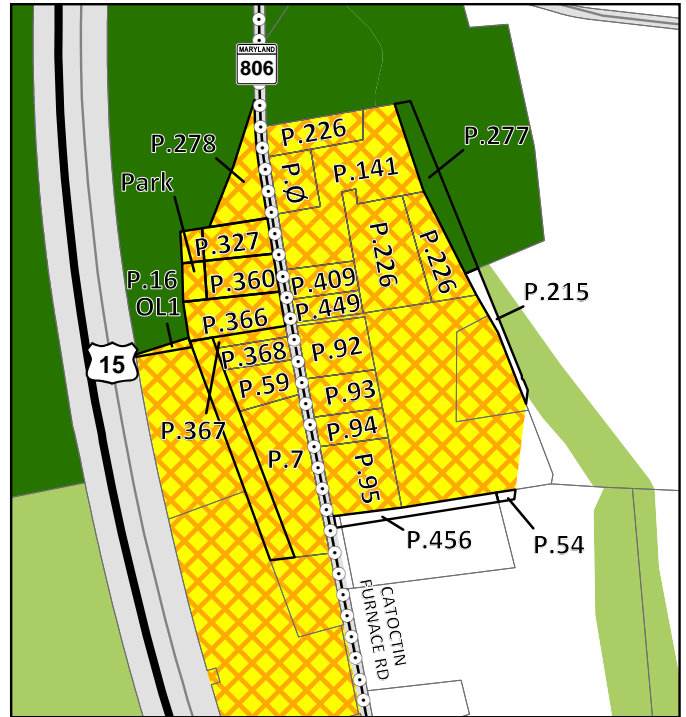 MARYLAND
806
P.226
P.278
P.277
P.Ø
P.141
Park
P.327
P.226
P.226
P.16
OL1
P.360
P.409
P.449
P.215
P.366
15
P.368
P.92
P.59
P.93
P.367
P.94
P.7
P.95
P.456
P.54
CATOCTIN
FURNACE RD